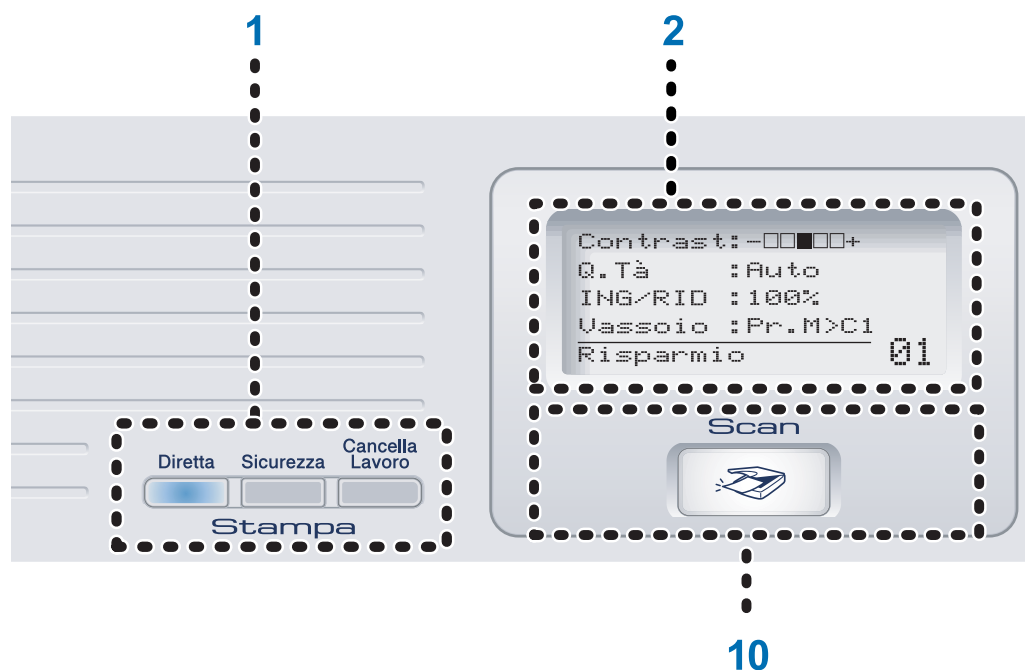 1
2
Contrast:-□□■□□+
Q.Tà :Auto
ING/RID :100%
Vassoio :Pr.M>C1
Risparmio 01
Scan
Diretta Sicurezza Cancella Lavoro
Stampa
10